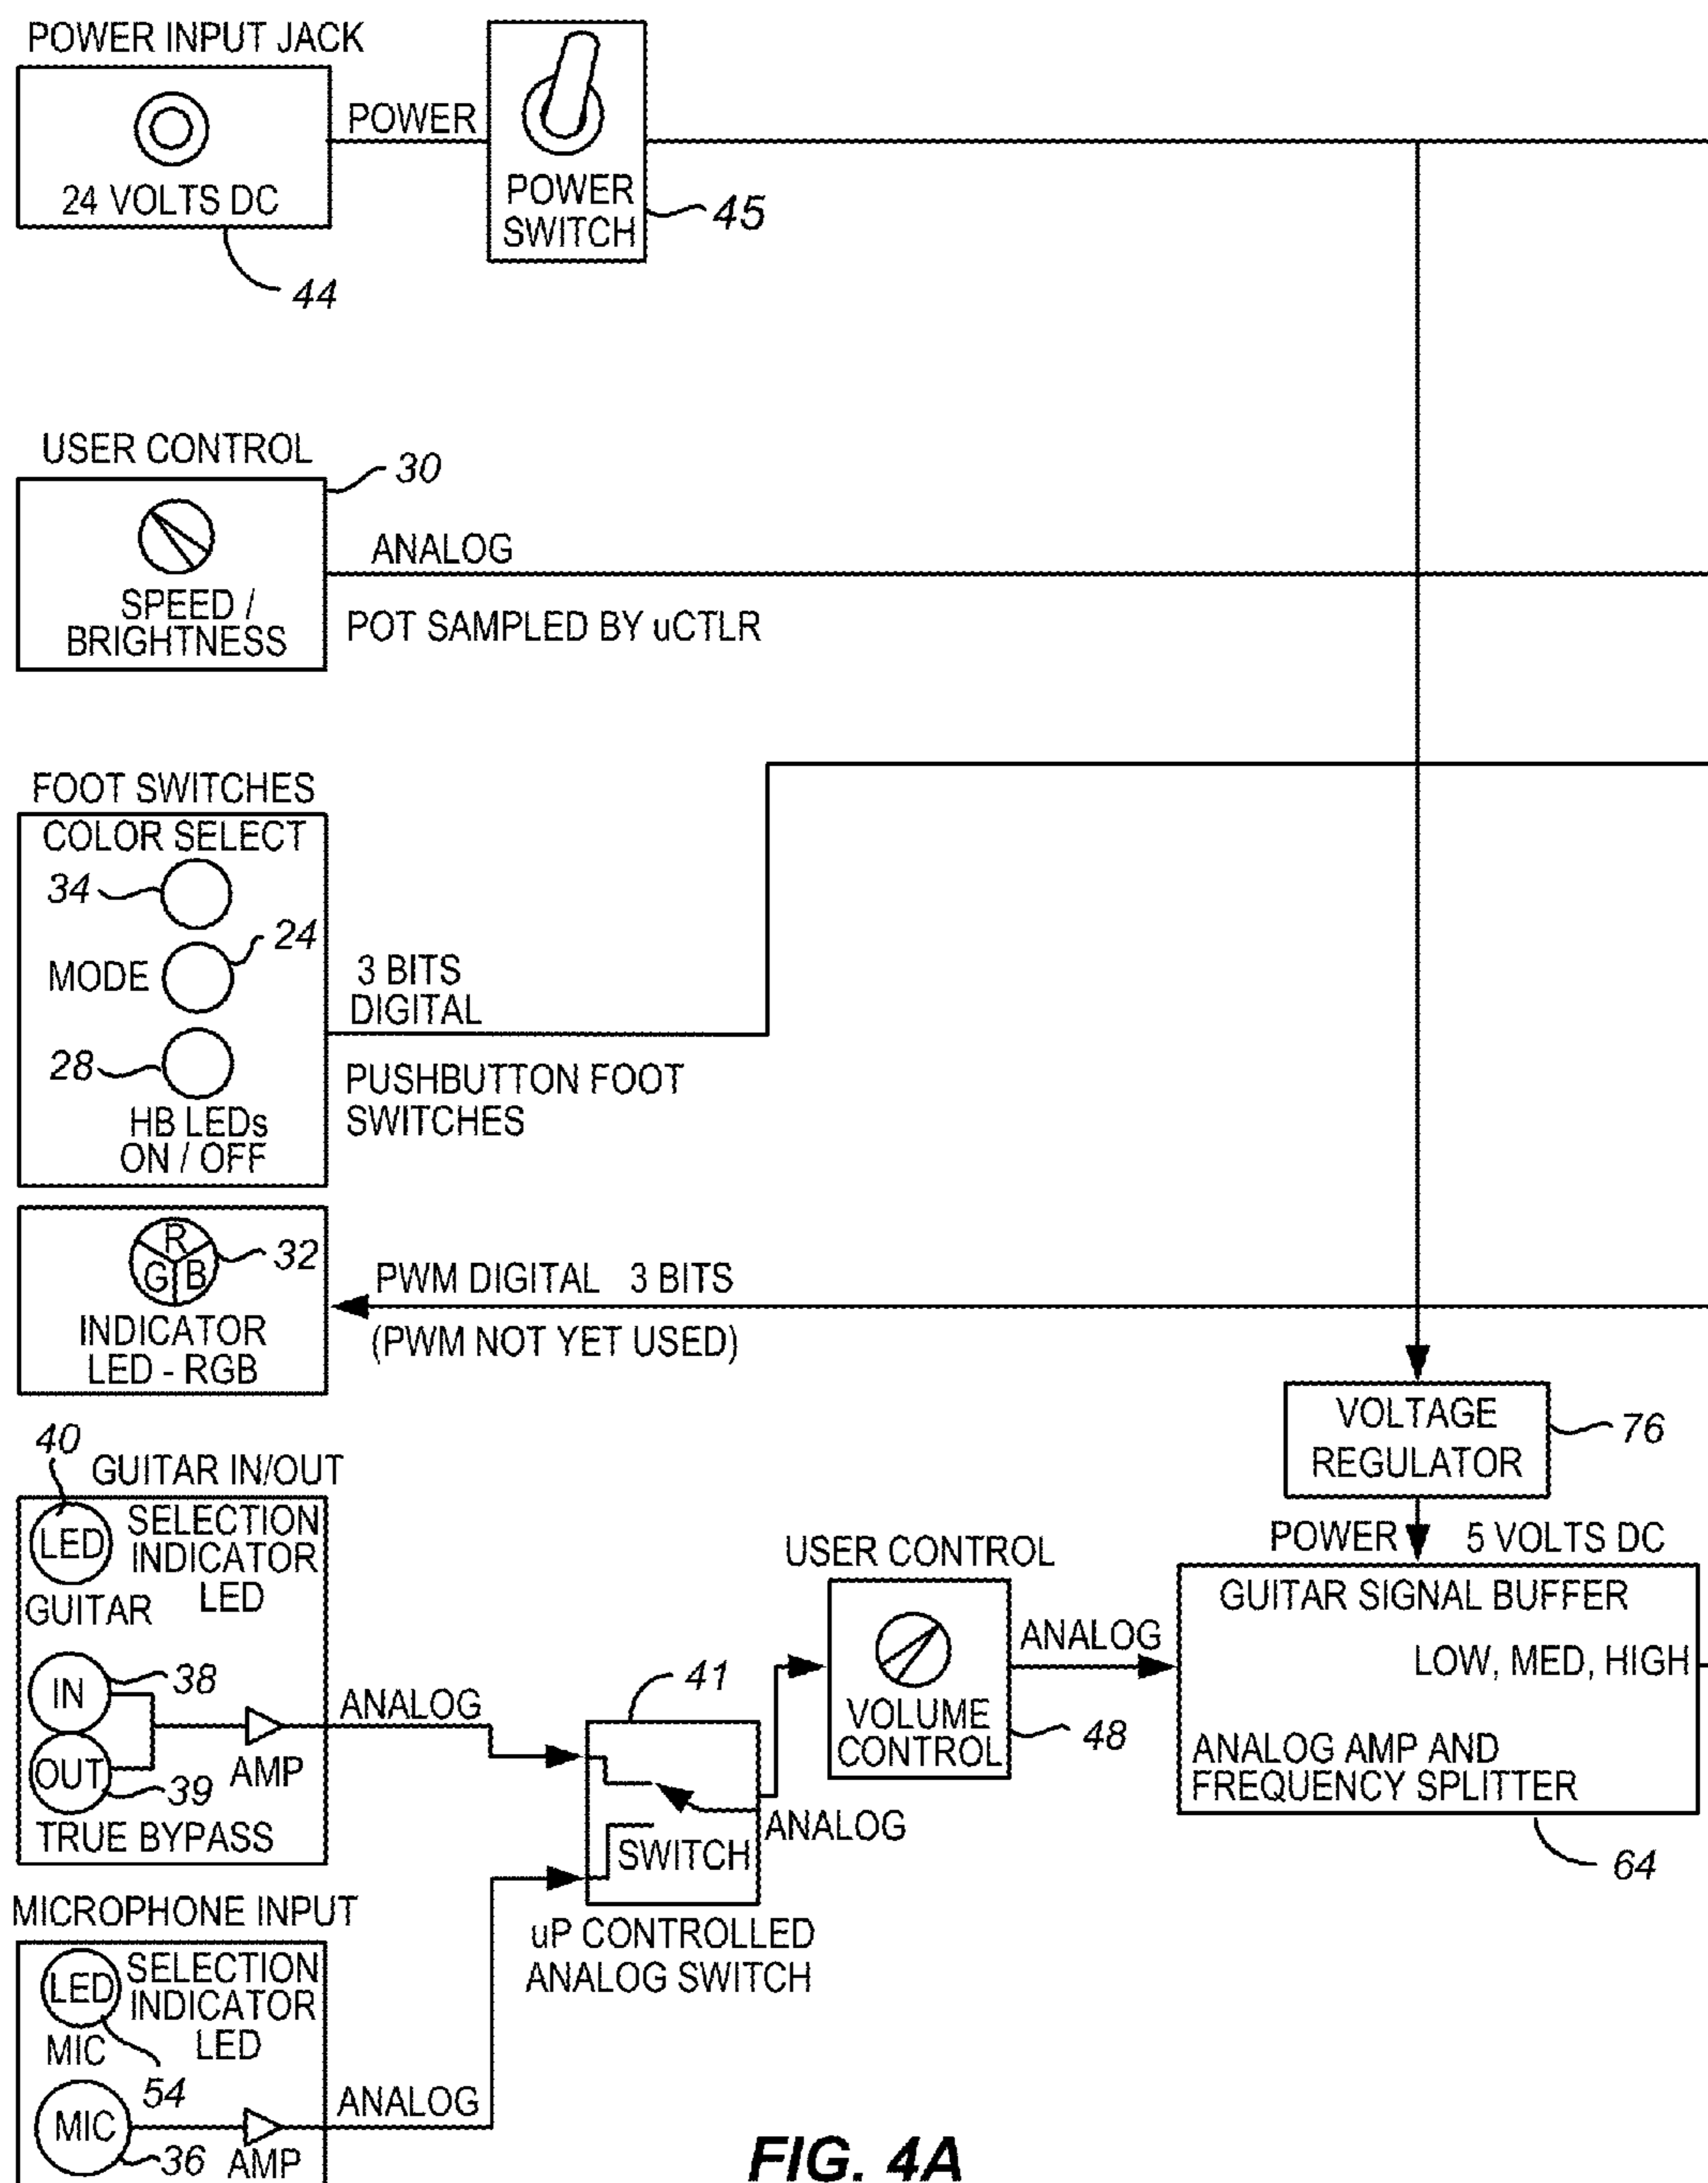 POWER INPUT JACK
24 VOLTS DC
44
POWER
POWER
SWITCH
45
USER CONTROL
30
SPEED /
BRIGHTNESS
ANALOG
POT SAMPLED BY uCTLR
FOOT SWITCHES
COLOR SELECT
34
24
MODE
28
HB LEDs
ON / OFF
3 BITS
DIGITAL
PUSHBUTTON FOOT
SWITCHES
R
G B
32
INDICATOR
LED - RGB
PWM DIGITAL 3 BITS
(PWM NOT YET USED)
VOLTAGE
REGULATOR
76
POWER 5 VOLTS DC
40
GUITAR IN/OUT
LED
SELECTION
INDICATOR
LED
GUITAR
IN
38
OUT
39
AMP
TRUE BYPASS
ANALOG
41
SWITCH
ANALOG
uP CONTROLLED
ANALOG SWITCH
USER CONTROL
VOLUME
CONTROL
48
ANALOG
GUITAR SIGNAL BUFFER
LOW, MED, HIGH
ANALOG AMP AND
FREQUENCY SPLITTER
64
MICROPHONE INPUT
LED
SELECTION
INDICATOR
LED
MIC
54
MIC
36
AMP
ANALOG
FIG. 4A